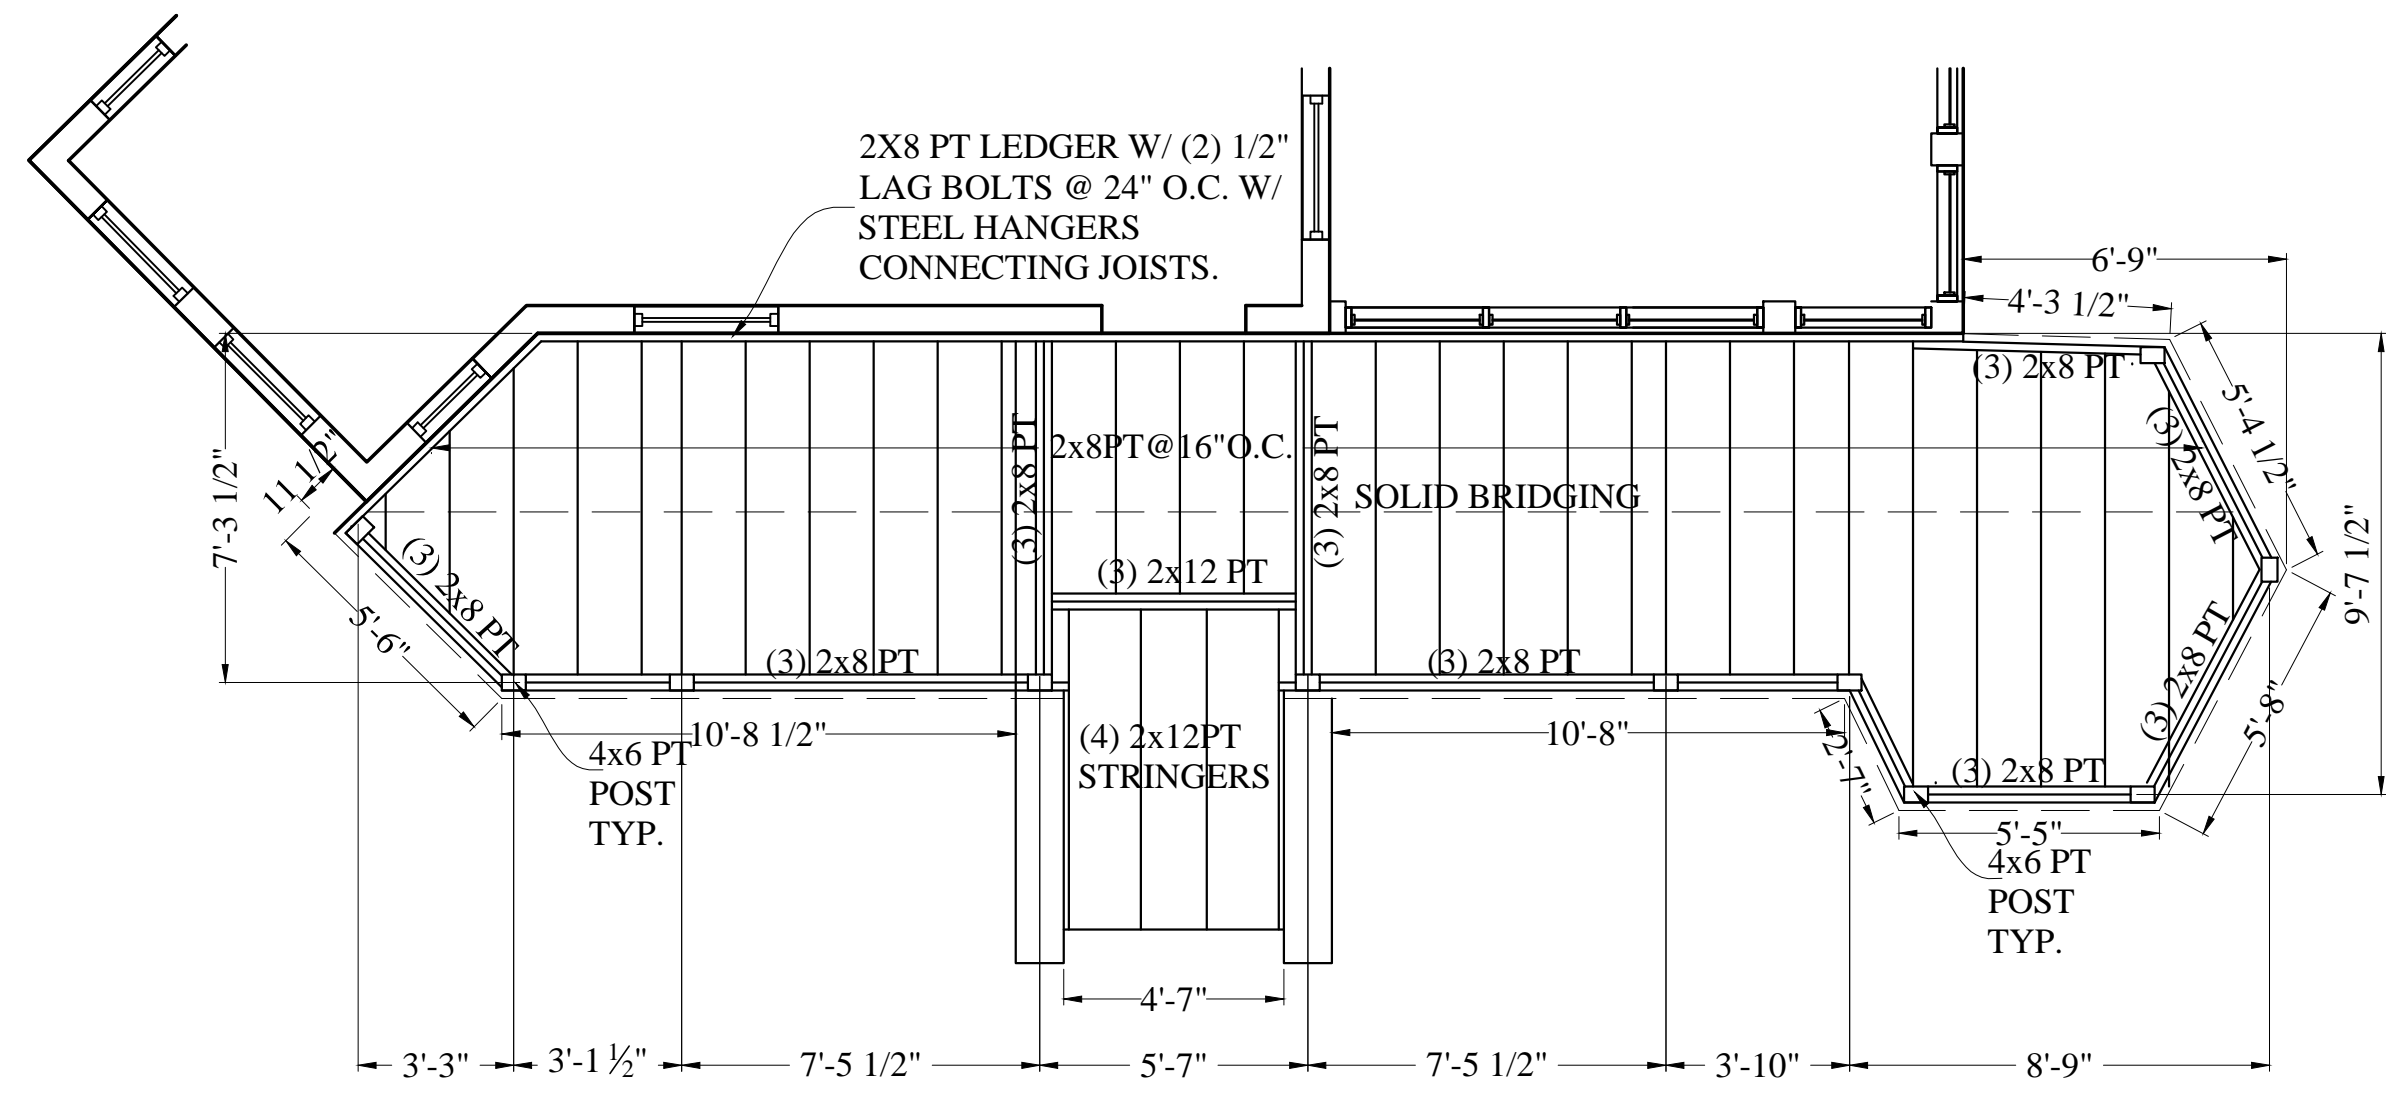 2X8 PT LEDGER W/ (2) 1/2"
LAG BOLTS @ 24" O.C. W/
STEEL HANGERS
CONNECTING JOISTS.
6'-9"
4'-3 1/2"
(3) 2x8 PT
5'-4 1/2"
(3) 2x8 PT
9'-7 1/2"
11 1/2"
7'-3 1/2"
(3) 2x8 PT
2x8PT@16"O.C.
(3) 2x8 PT
SOLID BRIDGING
(3) 2x12 PT
(3) 2x8 PT
5'-6"
(3) 2x8 PT
(3) 2x8 PT
(3) 2x8 PT
5'-8"
10'-8 1/2"
(4) 2x12PT
STRINGERS
10'-8"
2'-7"
(3) 2x8 PT
4x6 PT
POST
TYP.
5'-5"
4x6 PT
POST
TYP.
4'-7"
3'-3"
3'-1 ½"
7'-5 1/2"
5'-7"
7'-5 1/2"
3'-10"
8'-9"